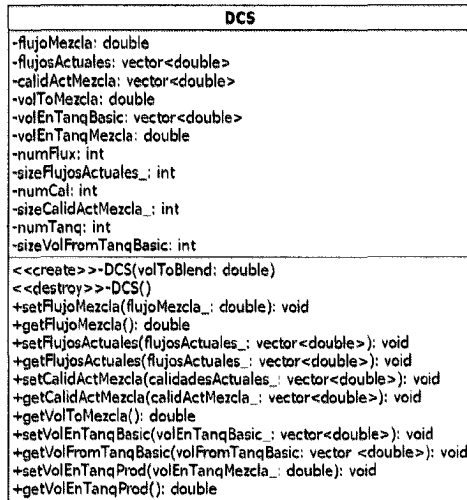 DCS
-flujoMezcla: double
-flujosActuales: vector<double>
-calidActMezcla: vector<double>
-volToMezcla: double
-volEnTanqBasic: vector<double>
-volEnTanqMezcla: double
-numFlux: int
-sizeFlujosActuales_: int
-numCal: int
-sizeCalidActMezcla_: int
-numTanq: int
-sizeVolFromTanqBasic: int
<<create>>-DCS(volToBlend: double)
<<destroy>>-DCS()
+setFlujoMezcla(flujoMezcla_: double): void
+getFlujoMezcla(): double
+setFlujosActuales(flujosActuales_: vector<double>): void
+getFlujosActuales(flujosActuales_: vector<double>): void
+setCalidActMezcla(calidadesActuales_: vector<double>): void
+getCalidActMezcla(calidActMezcla_: vector<double>): void
+getVolToMezcla(): double
+setVolEnTanqBasic(volEnTanqBasic_: vector<double>): void
+getVolFromTanqBasic(volFromTanqBasic: vector <double>): void
+setVolEnTanqProd(volEnTanqMezcla_: double): void
+getVolEnTanqProd(): double